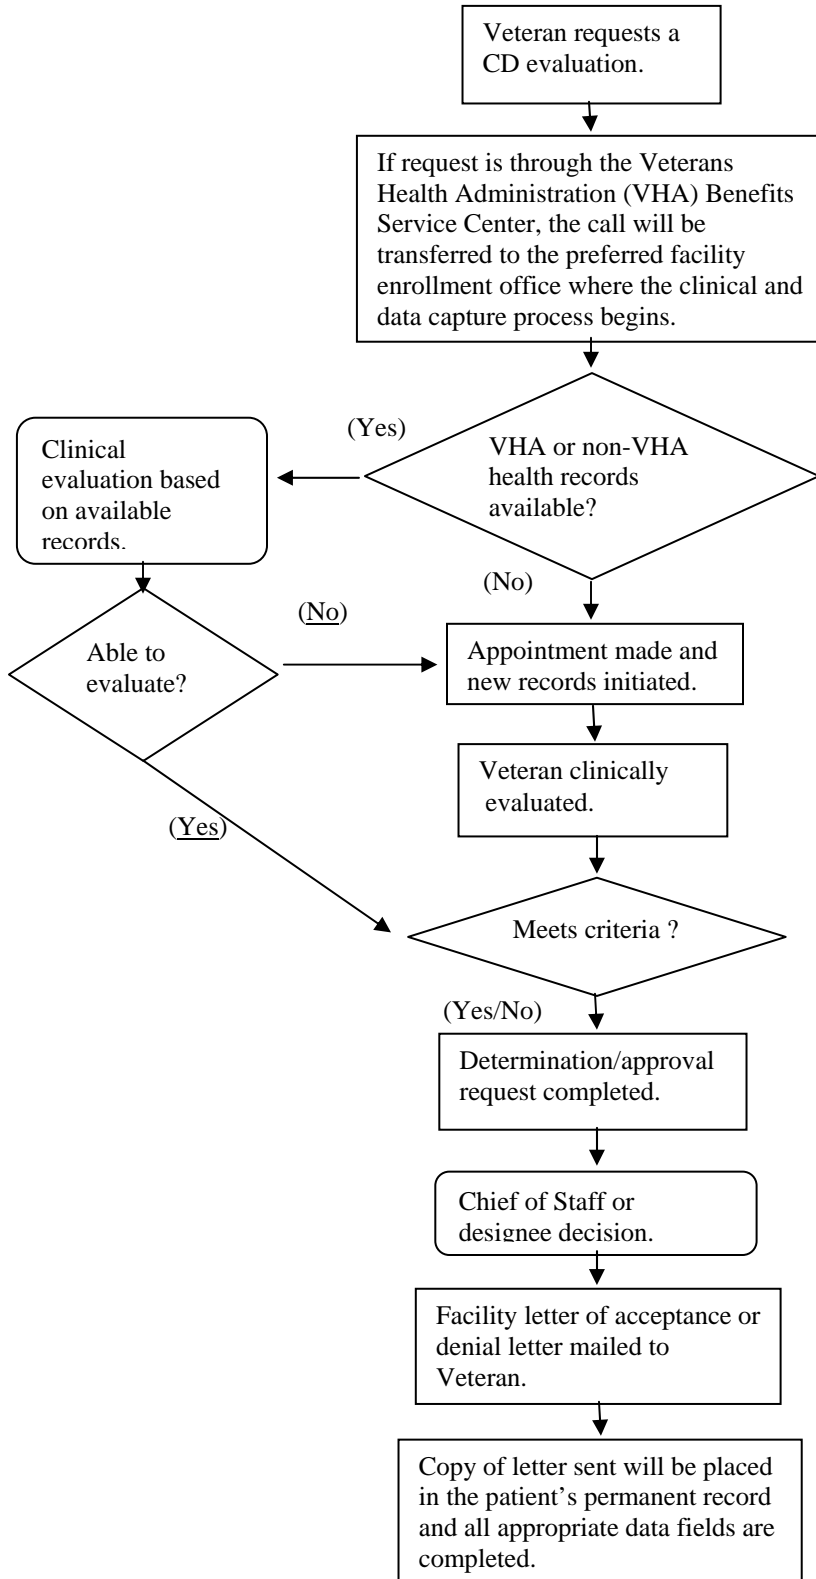 Veteran requests a
CD evaluation.
If request is through the Veterans
Health Administration (VHA) Benefits
Service Center, the call will be
transferred to the preferred facility
enrollment office where the clinical and
data capture process begins.
(Yes)
VHA or non-VHA
health records
available?
Clinical
evaluation based
on available
records.
(No)
(No)
Able to
evaluate?
Appointment made and
new records initiated.
Veteran clinically
evaluated.
(Yes)
Meets criteria ?
(Yes/No)
Determination/approval
request completed.
Chief of Staff or
designee decision.
Facility letter of acceptance or
denial letter mailed to
Veteran.
Copy of letter sent will be placed
in the patient’s permanent record
and all appropriate data fields are
completed.